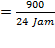 = 900 / 24 Jam